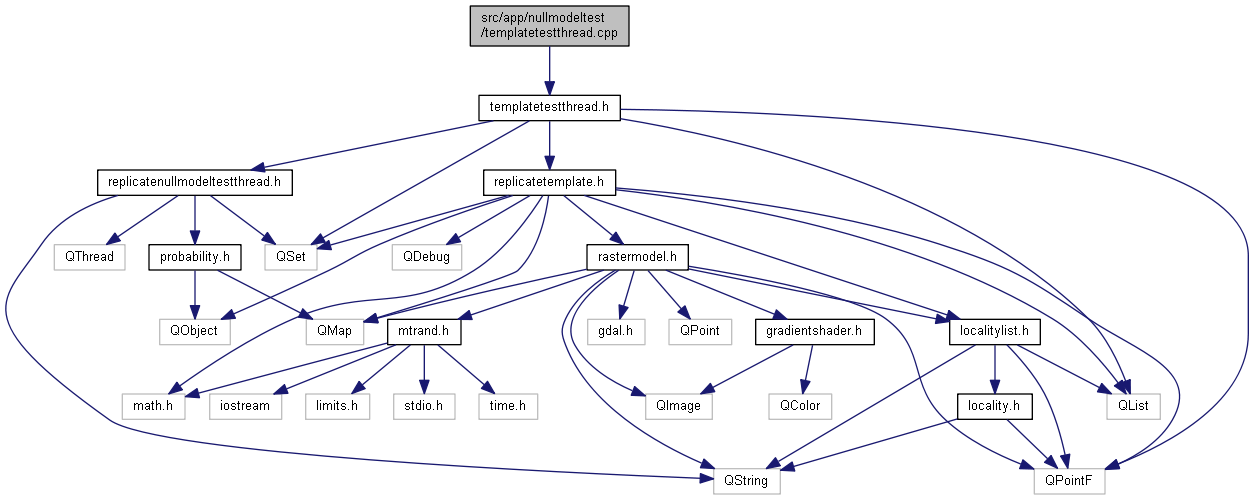 src/app/nullmodeltest
/templatetestthread.cpp
templatetestthread.h
replicatenullmodeltestthread.h
replicatetemplate.h
QThread
probability.h
QSet
QDebug
rastermodel.h
QObject
QMap
mtrand.h
gdal.h
QPoint
gradientshader.h
localitylist.h
math.h
iostream
limits.h
stdio.h
time.h
QImage
QColor
locality.h
QList
QString
QPointF